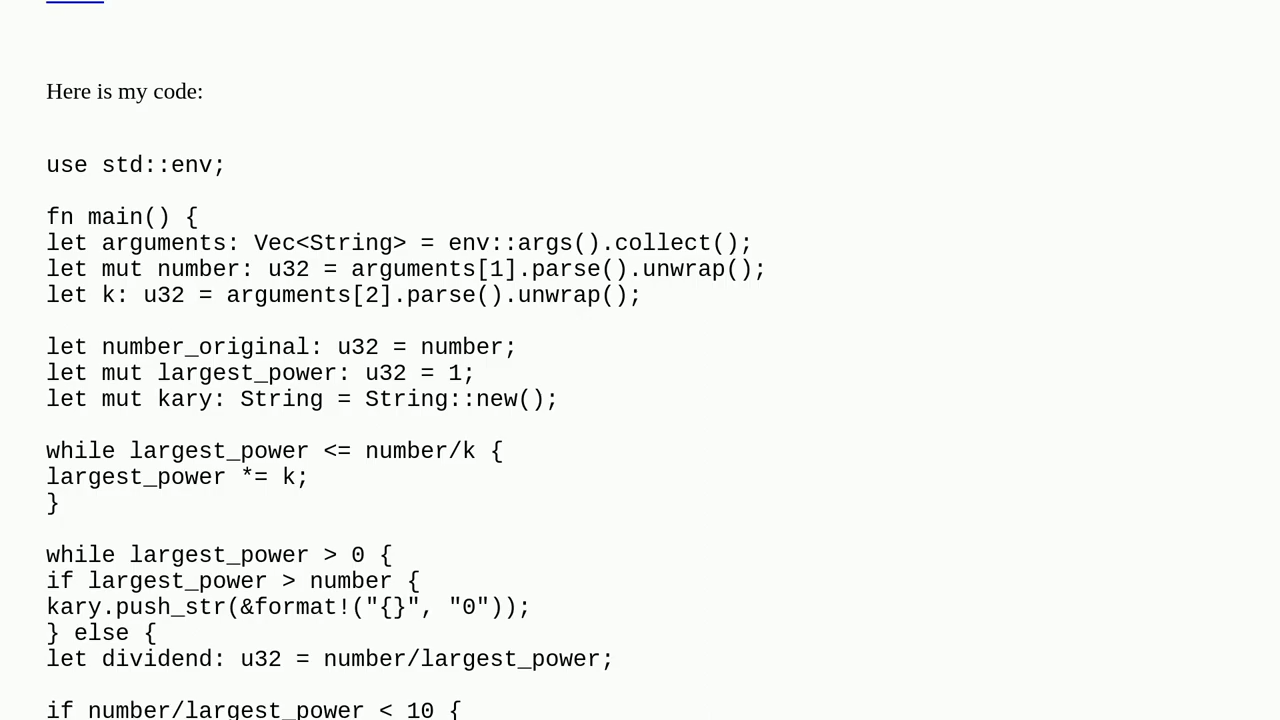 Here is my code:
use std::env;
fn main() {
let arguments: Vec<String> = env::args().collect();
let mut number: u32 = arguments[1].parse().unwrap();
let k: u32 = arguments[2].parse().unwrap();
let number_original: u32 = number;
let mut largest_power: u32 = 1;
let mut kary: String = String::new();
while largest_power <= number/k {
largest_power *= k;
}
while largest_power > 0 {
if largest_power > number {
kary.push_str(&format!("{}", "0"));
} else {
let dividend: u32 = number/largest_power;
if number/largest_power < 10 {